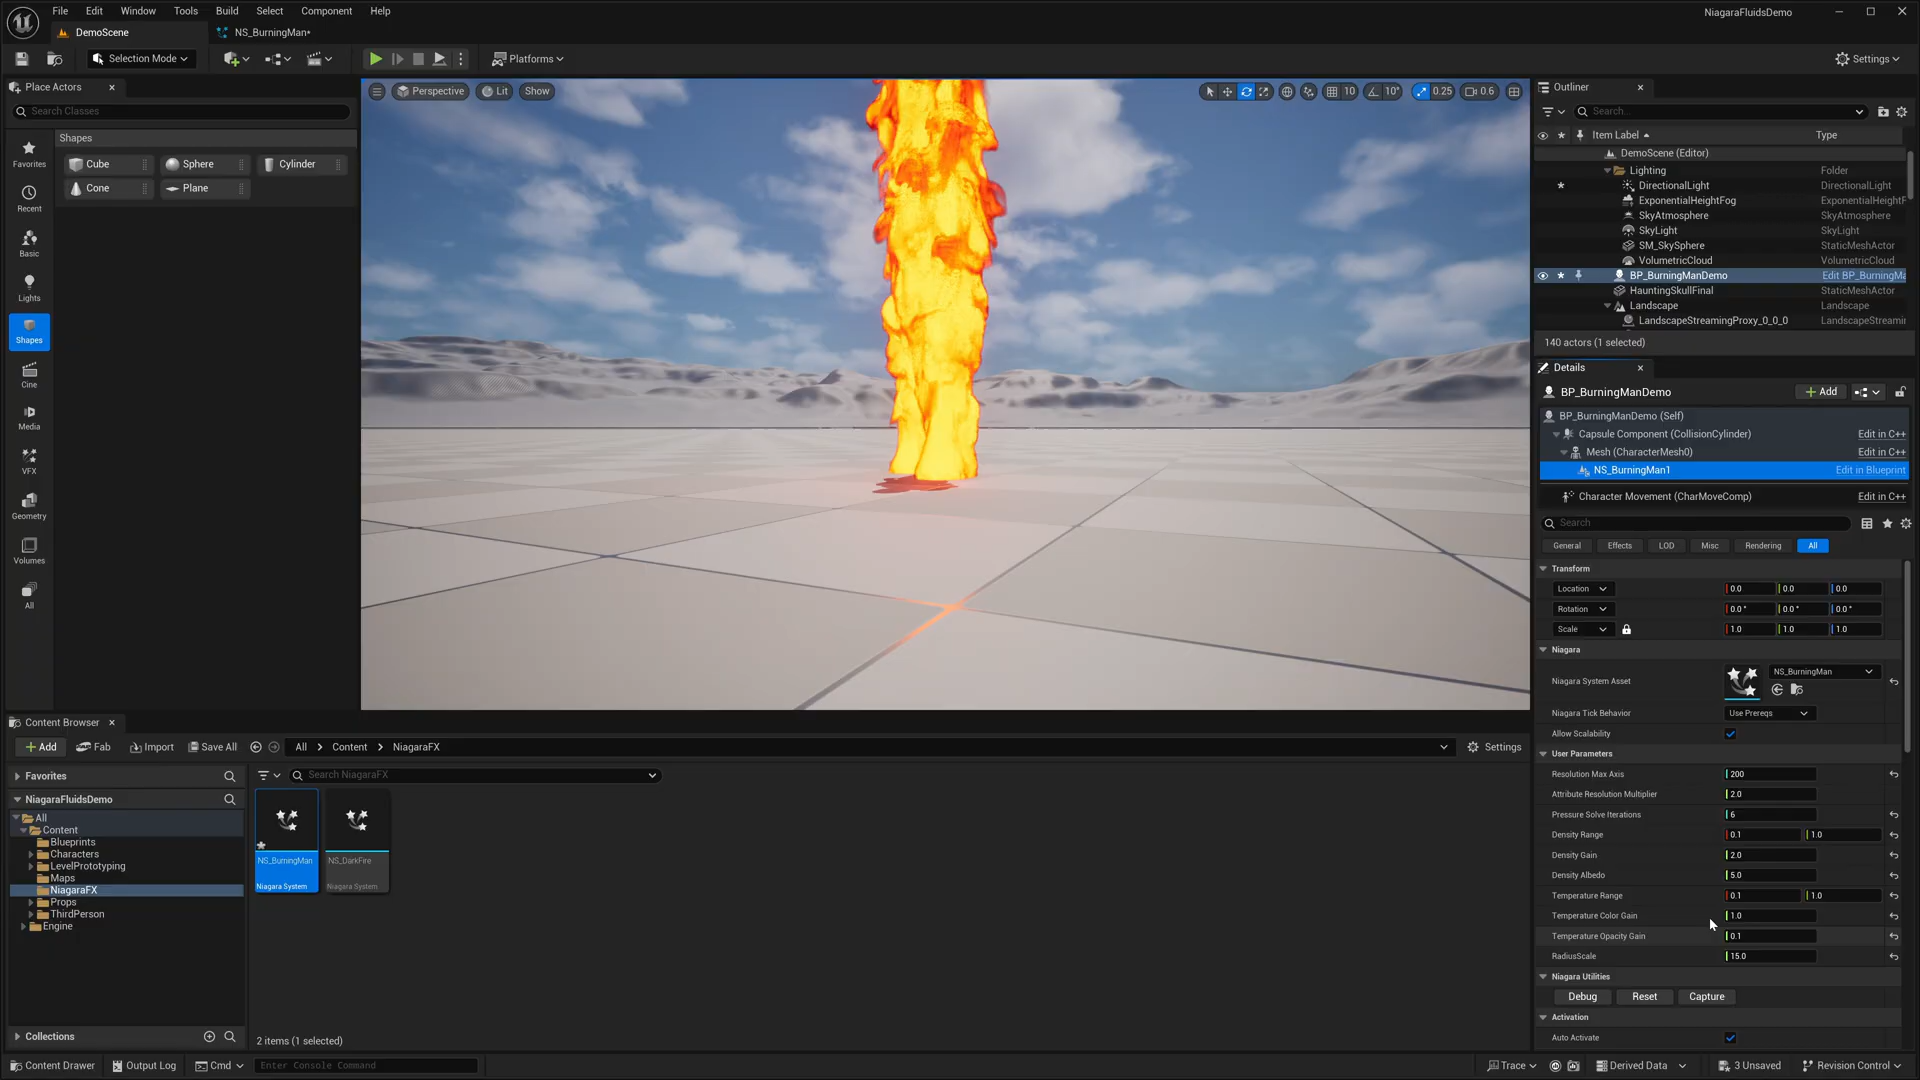 File Edit Window Tools Build Select Actor Component Help
NiagaraFluidsDemo
DemoScene
NS_BurningMan*
Selection Mode
Platforms
Settings
Place Actors
Search Classes
Shapes
Favorites
Recent
Basic
Lights
Shapes
Cine
Media
VFX
Geometry
Volumes
All
Cube Sphere Cylinder
Cone Plane
Perspective Lit Show
10 10° 0.25 0.6
Outliner
Search...
Item Label Type
DemoScene (Editor)
Lighting Folder
DirectionalLight DirectionalLight
ExponentialHeightFog ExponentialHeightF
SkyAtmosphere SkyAtmosphere
SkyLight SkyLight
SM_SkySphere StaticMeshActor
VolumetricCloud VolumetricCloud
BP_BurningManDemo Edit BP_BurningMa
HauntingSkullFinal StaticMeshActor
Landscape Landscape
LandscapeStreamingProxy_0_0_0 LandscapeStreamin
140 actors (1 selected)
Details
BP_BurningManDemo
Add
BP_BurningManDemo (Self)
Capsule Component (CollisionCylinder) Edit in C++
Mesh (CharacterMesh0) Edit in C++
NS_BurningMan1 Edit in Blueprint
Character Movement (CharMoveComp) Edit in C++
Search
General Effects LOD Misc Rendering All
Transform
Location 0.0 0.0 0.0
Rotation 0.0° 0.0° 0.0°
Scale 1.0 1.0 1.0
Niagara
Niagara System Asset NS_BurningMan
Niagara Tick Behavior Use Prereqs
Allow Scalability
User Parameters
Resolution Max Axis 200
Attribute Resolution Multiplier 2.0
Pressure Solve Iterations 6
Density Range 0.1 1.0
Density Gain 2.0
Density Albedo 5.0
Temperature Range 0.1 1.0
Temperature Color Gain 1.0
Temperature Opacity Gain 0.1
RadiusScale 15.0
Niagara Utilities
Debug Reset Capture
Activation
Auto Activate
Content Browser
Add Fab Import Save All All Content NiagaraFX Settings
Favorites
NiagaraFluidsDemo
All
Content
Blueprints
Characters
LevelPrototyping
Maps
NiagaraFX
Props
ThirdPerson
Engine
Collections
Search NiagaraFX
NS_BurningMan
Niagara System
NS_DarkFire
Niagara System
2 items (1 selected)
Content Drawer Output Log Cmd Enter Console Command Trace Derived Data 3 Unsaved Revision Control